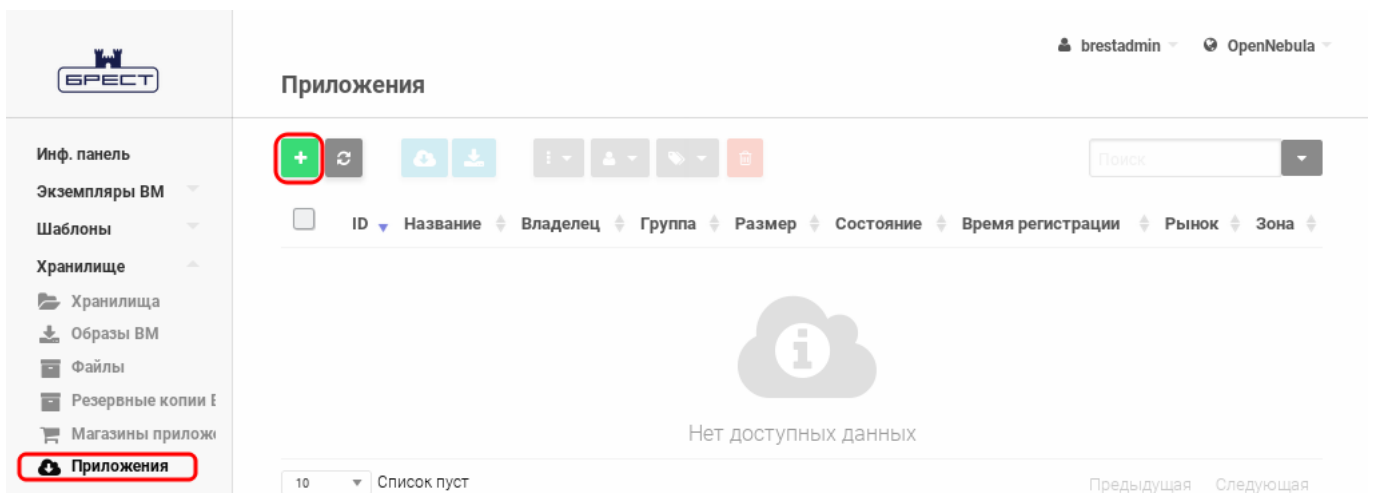 brestadmin OpenNebula
БРЕСТ
Приложения
Инф. панель
Экземпляры ВМ
Шаблоны
Хранилище
Хранилища
Образы ВМ
Файлы
Резервные копии В
Магазины прилож
Приложения
Поиск
ID Название Владелец Группа Размер Состояние Время регистрации Рынок Зона
Нет доступных данных
10 Список пуст
Предыдущая Следующая